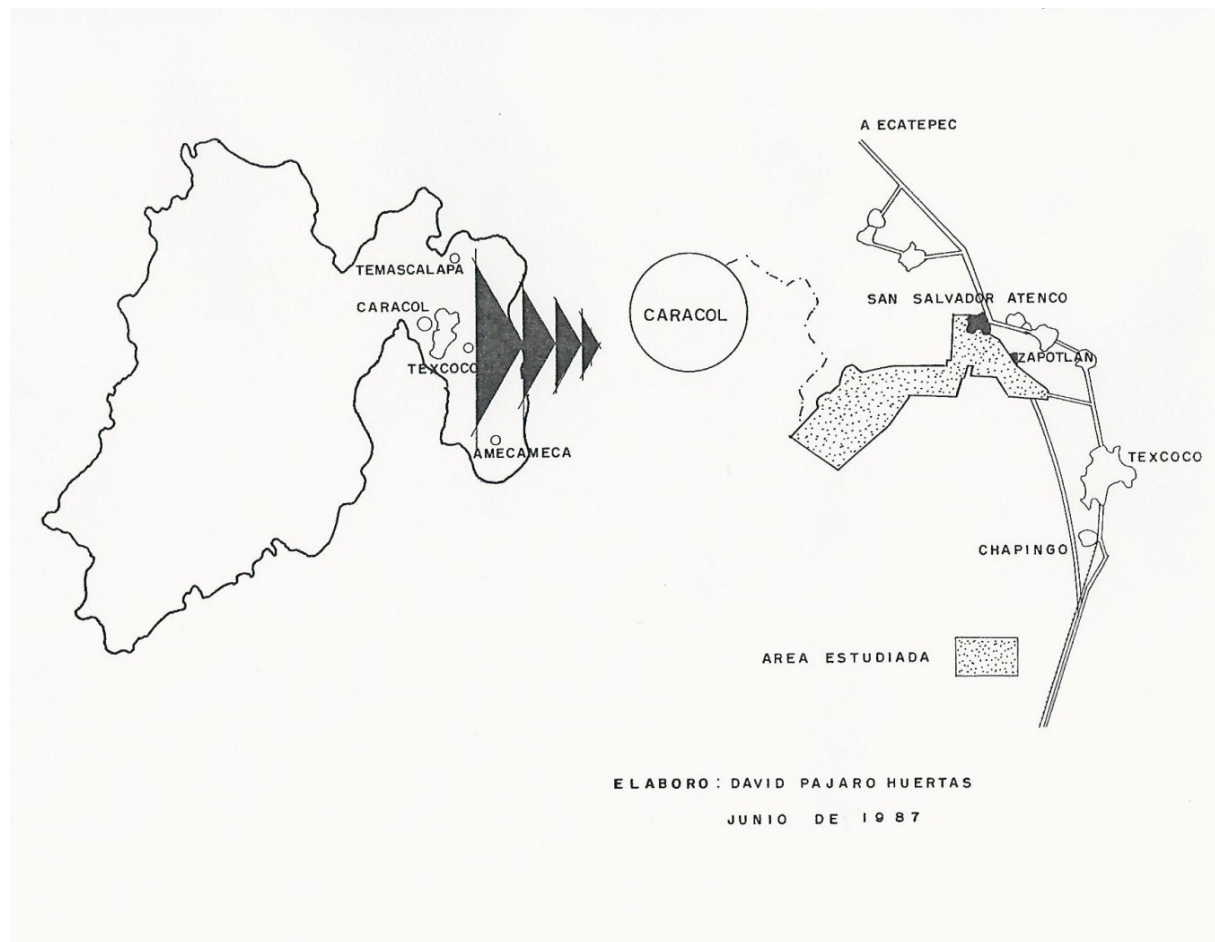 A ECATEPEC
TEMASCALAPA
CARACOL
TEXCOCO
AMECAMECA
CARACOL
SAN SALVADOR ATENCO
ZAPOTLAN
TEXCOCO
CHAPINGO
AREA ESTUDIADA
ELABORO: DAVID PAJARO HUERTAS
JUNIO DE 1987